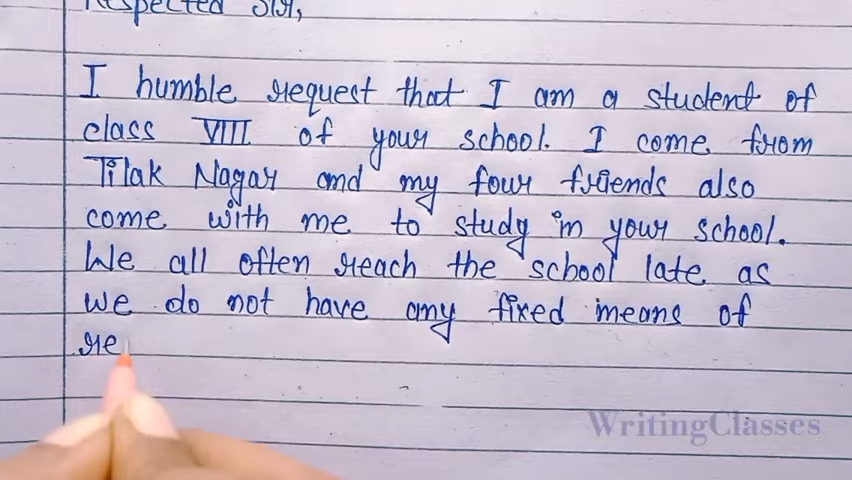 Respected Sir,
I humble request that I am a student of
class VIII of your school. I come from
Tilak Nagar and my four friends also
come with me to study in your school.
We all often reach the school late as
we do not have any fixed means of
re
WritingClasses